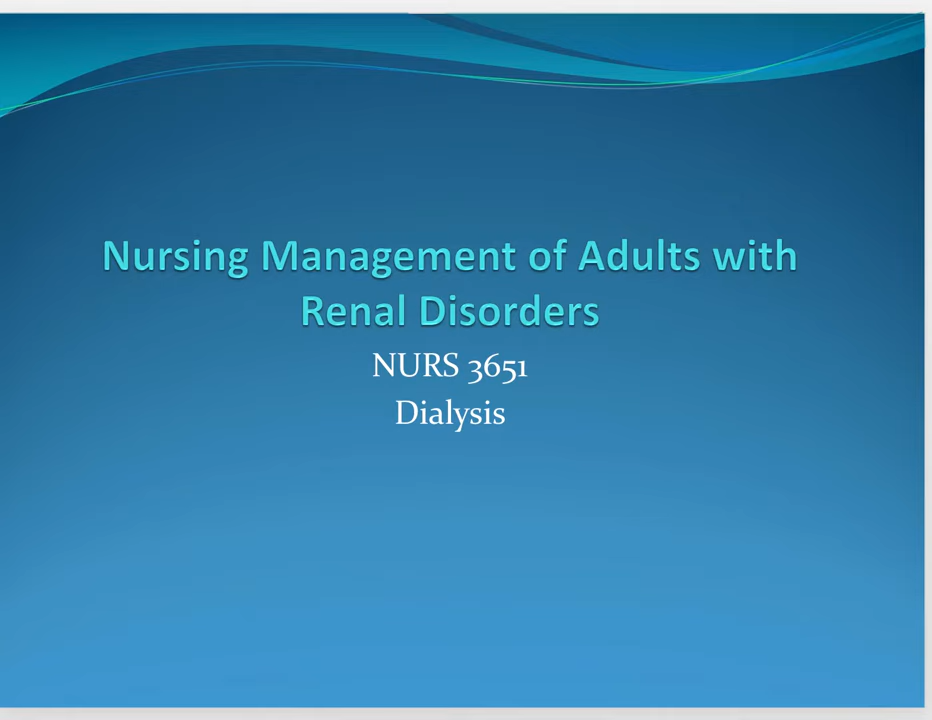 Nursing Management of Adults with
Renal Disorders
NURS 3651
Dialysis